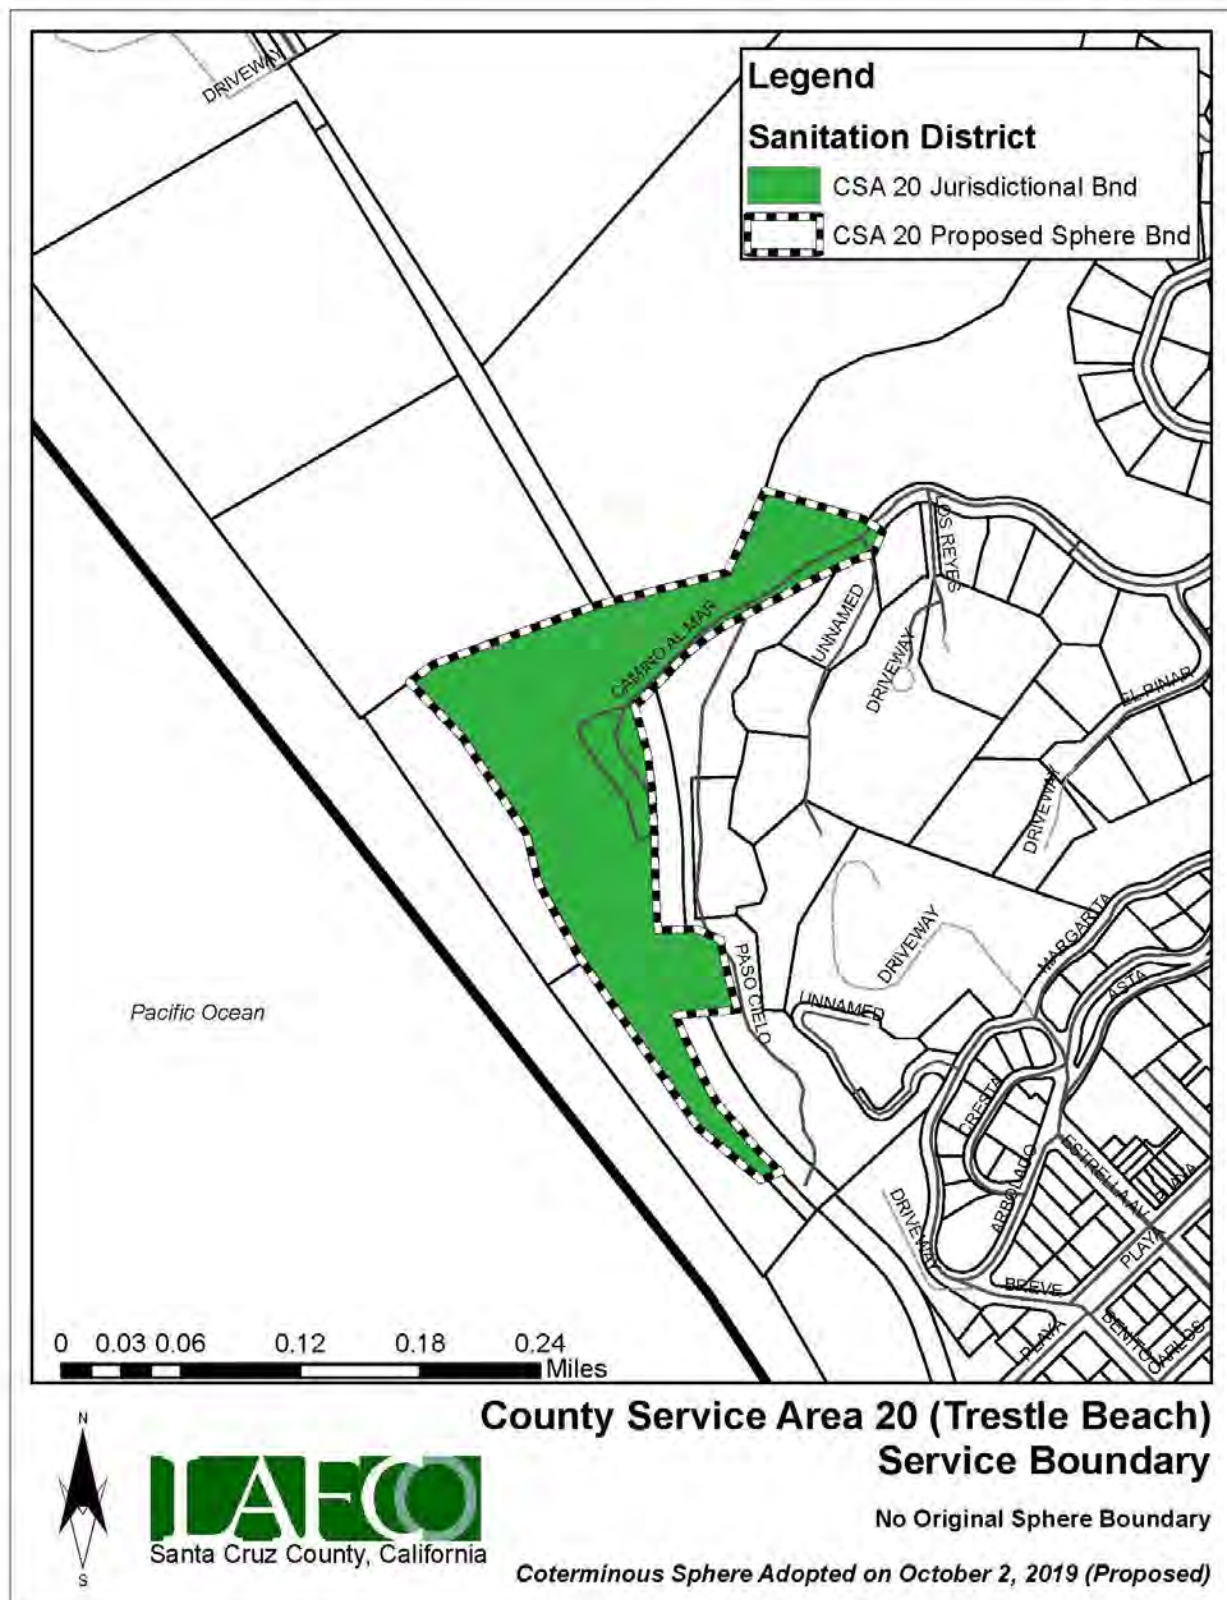 DRIVEWAY
Legend
Sanitation District
CSA 20 Jurisdictional Bnd
CSA 20 Proposed Sphere Bnd
LOS REYES
UNNAMED
CAMINO AL MAR
DRIVEWAY
EL PINAR
DRIVEWAY
MARGARITA
DRIVEWAY
ASTA
PASO CIELO
UNNAMED
Pacific Ocean
CRESTA
ESTRELLA AV
ARBOLADO
PLAYA
DRIVEWAY
PLAYA
BREVE
PLAYA
BENITO
CARLOS
0 0.03 0.06 0.12 0.18 0.24
Miles
County Service Area 20 (Trestle Beach)
Service Boundary
N
S
LAFCO
Santa Cruz County, California
No Original Sphere Boundary
Coterminous Sphere Adopted on October 2, 2019 (Proposed)